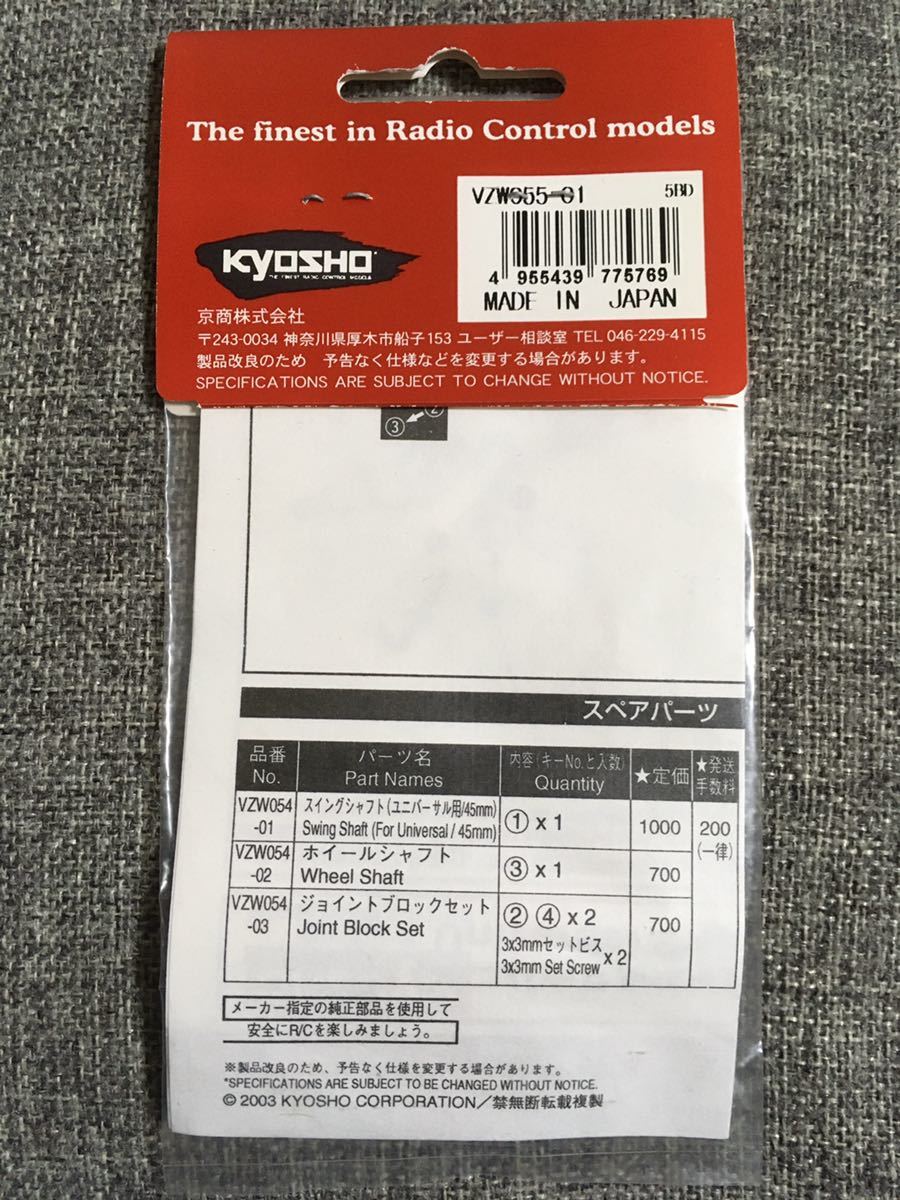 The finest in Radio Control models
VZW055-01 5BD
4 955439 775769
MADE IN JAPAN
KYOSHO
THE FINEST RADIO CONTROL MODELS
京商株式会社
〒243-0034 神奈川県厚木市船子153 ユーザー相談室 TEL 046-229-4115
製品改良のため 予告なく仕様などを変更する場合があります。
SPECIFICATIONS ARE SUBJECT TO CHANGE WITHOUT NOTICE.
②
③
スペアパーツ
品番 No. パーツ名 Part Names 内容(キーNo.と入数) Quantity ★定価 ★発送手数料
VZW054-01 スイングシャフト(ユニバーサル用/45mm) Swing Shaft (For Universal / 45mm) ① x 1 1000 200 (一律)
VZW054-02 ホイールシャフト Wheel Shaft ③ x 1 700
VZW054-03 ジョイントブロックセット Joint Block Set ② ④ x 2 3x3mmセットビス 3x3mm Set Screw x 2 700
メーカー指定の純正部品を使用して
安全にR/Cを楽しみましょう。
※製品改良のため、予告なく仕様を変更する場合があります。
*SPECIFICATIONS ARE SUBJECT TO BE CHANGED WITHOUT NOTICE.
© 2003 KYOSHO CORPORATION/禁無断転載複製